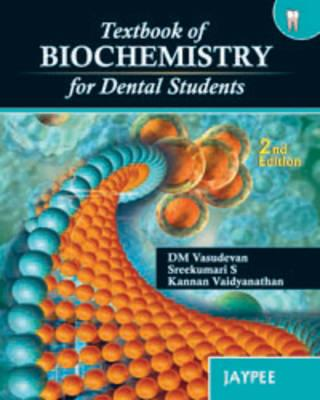 Textbook of
BIOCHEMISTRY
for Dental Students
2nd
Edition
DM Vasudevan
Sreekumari S
Kannan Vaidyanathan
JAYPEE